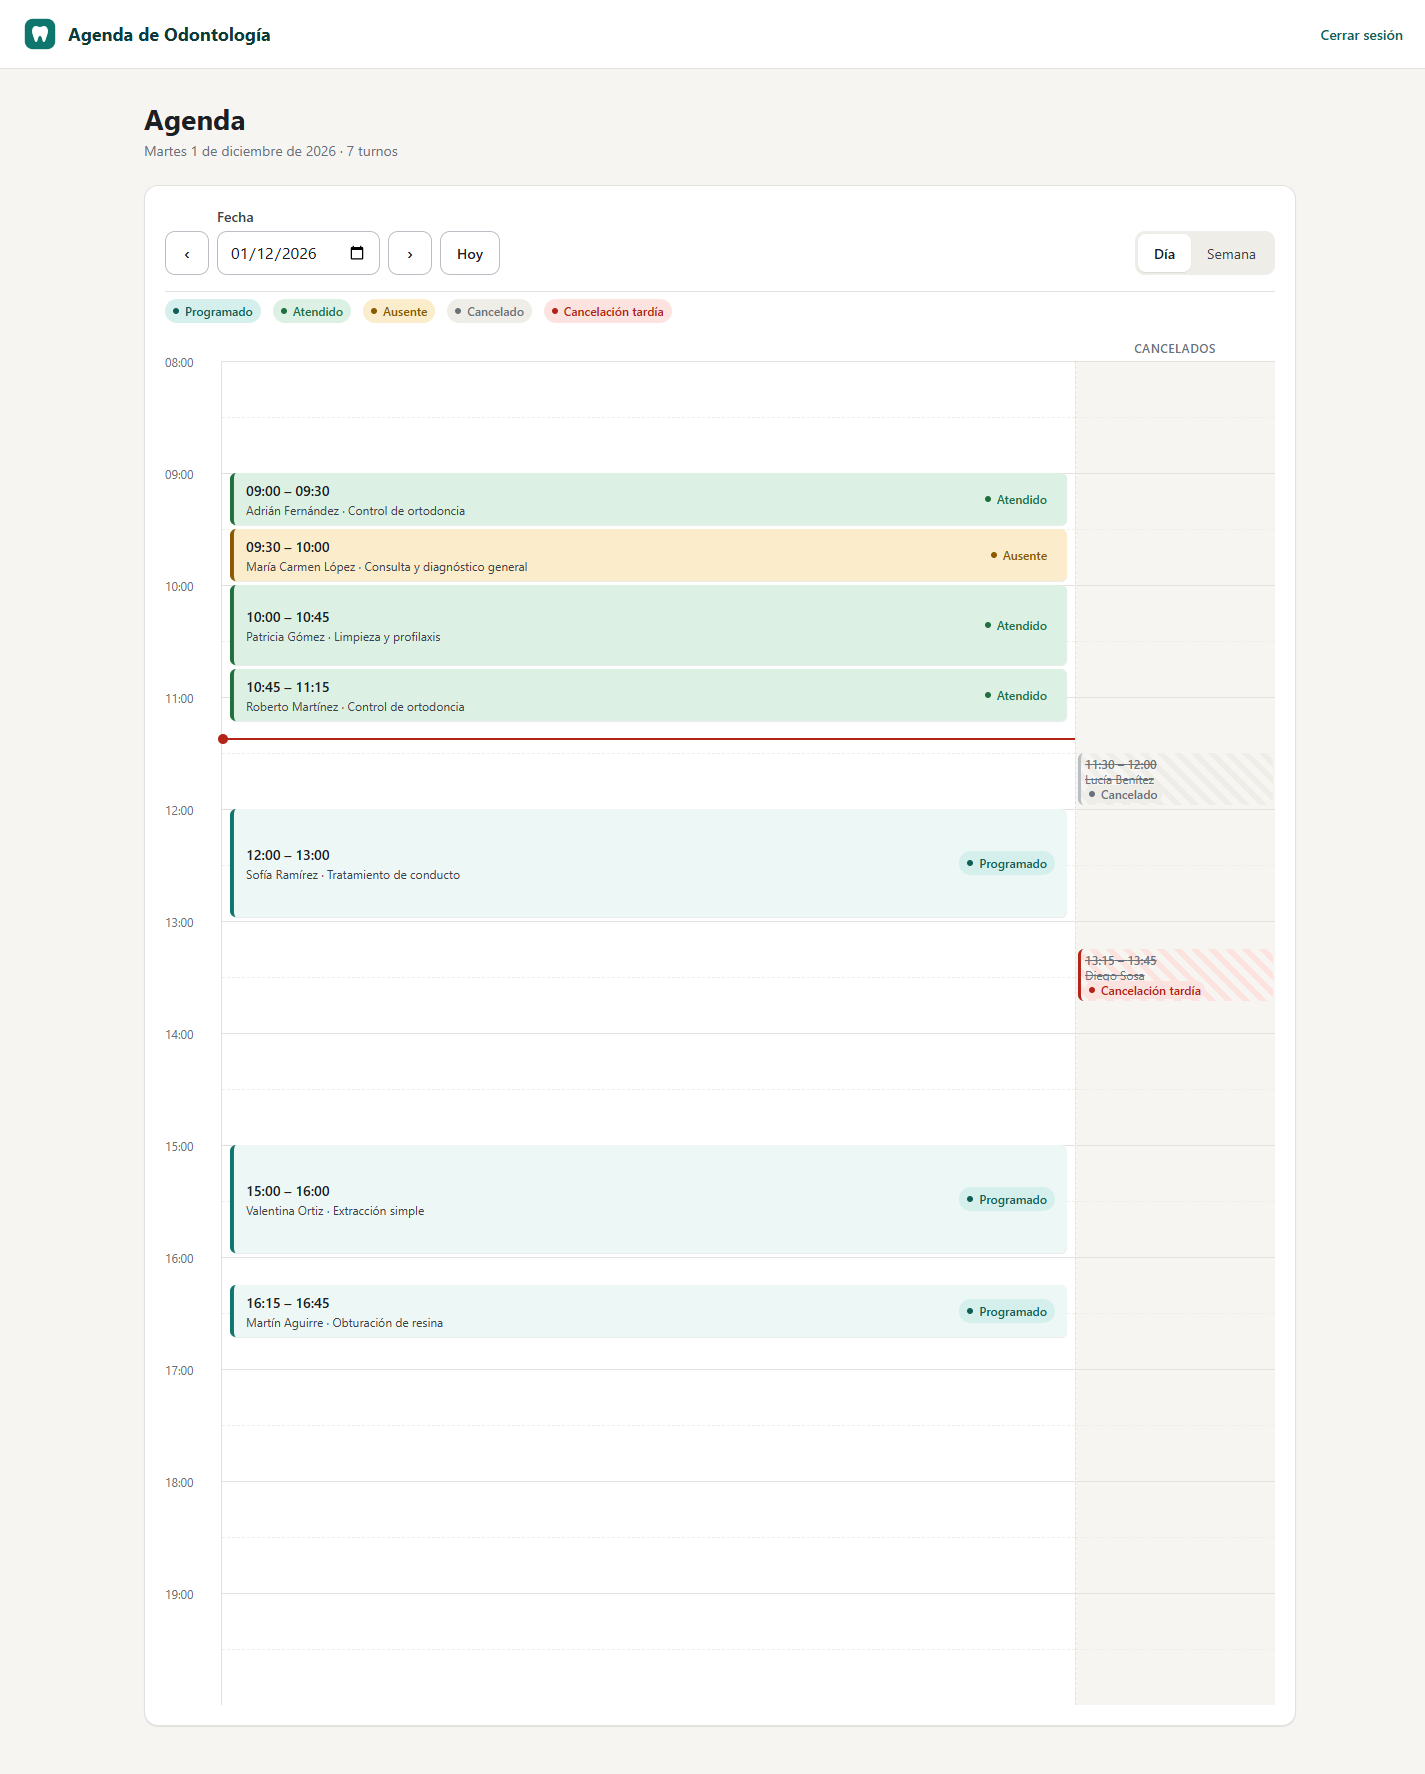 Agenda de Odontología
Cerrar sesión
Agenda
Martes 1 de diciembre de 2026 · 7 turnos
Fecha
‹
01/12/2026
›
Hoy
Día
Semana
Programado
Atendido
Ausente
Cancelado
Cancelación tardía
CANCELADOS
08:00
09:00
09:00 – 09:30
Adrián Fernández · Control de ortodoncia
Atendido
09:30 – 10:00
María Carmen López · Consulta y diagnóstico general
Ausente
10:00
10:00 – 10:45
Patricia Gómez · Limpieza y profilaxis
Atendido
10:45 – 11:15
Roberto Martínez · Control de ortodoncia
Atendido
11:00
11:30 – 12:00
Lucía Benítez
Cancelado
12:00
12:00 – 13:00
Sofía Ramírez · Tratamiento de conducto
Programado
13:00
13:15 – 13:45
Diego Sosa
Cancelación tardía
14:00
15:00
15:00 – 16:00
Valentina Ortiz · Extracción simple
Programado
16:00
16:15 – 16:45
Martín Aguirre · Obturación de resina
Programado
17:00
18:00
19:00